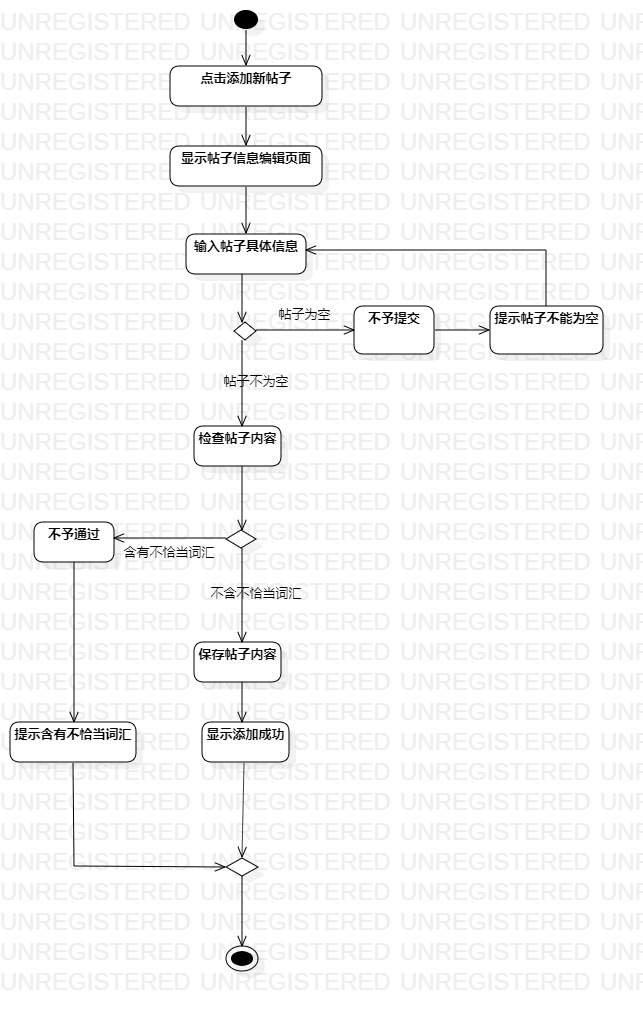 点击添加新帖子
显示帖子信息编辑页面
输入帖子具体信息
帖子为空
不予提交
提示帖子不能为空
帖子不为空
检查帖子内容
不予通过
含有不恰当词汇
不含不恰当词汇
保存帖子内容
提示含有不恰当词汇
显示添加成功
UNREGISTERED